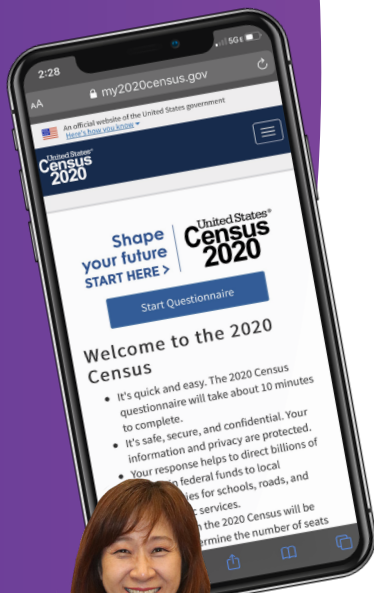 2:28
5GE
AA
my2020census.gov
An official website of the United States government
Here's how you know
United States®
Census
2020
Shape
your future
START HERE >
United States®
Census
2020
Start Questionnaire
Welcome to the 2020
Census
• It's quick and easy. The 2020 Census
questionnaire will take about 10 minutes
to complete.
• It's safe, secure, and confidential. Your
information and privacy are protected.
• Your response helps to direct billions of
in federal funds to local
for schools, roads, and
services.
the 2020 Census will be
the number of seats